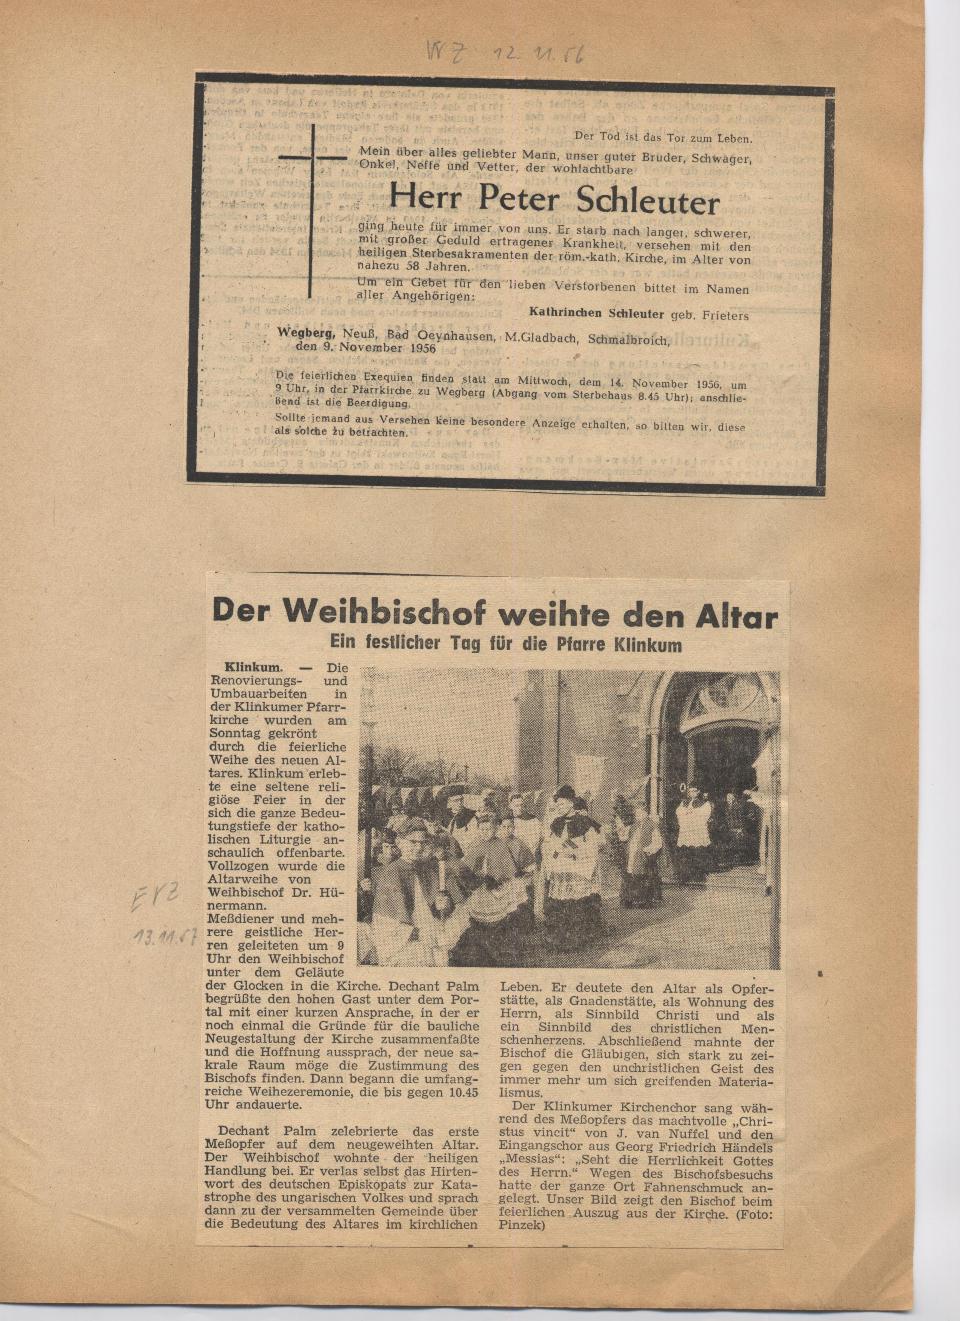 WZ 12.11.56
Der Tod ist das Tor zum Leben.
Mein über alles geliebter Mann, unser guter Bruder, Schwager,
Onkel, Neffe und Vetter, der wohlachtbare
Herr Peter Schleuter
ging heute für immer von uns. Er starb nach langer, schwerer,
mit großer Geduld ertragener Krankheit, versehen mit den
heiligen Sterbesakramenten der röm.-kath. Kirche, im Alter von
nahezu 58 Jahren.
Um ein Gebet für den lieben Verstorbenen bittet im Namen
aller Angehörigen:
Kathrinchen Schleuter geb. Frieters
Wegberg, Neuß, Bad Oeynhausen, M.Gladbach, Schmalbroich,
den 9. November 1956
Die feierlichen Exequien finden statt am Mittwoch, dem 14. November 1956, um
9 Uhr, in der Pfarrkirche zu Wegberg (Abgang vom Sterbehaus 8.45 Uhr); anschlie-
ßend ist die Beerdigung.
Sollte jemand aus Versehen keine besondere Anzeige erhalten, so bitten wir, diese
als solche zu betrachten.
Der Weihbischof weihte den Altar
Ein festlicher Tag für die Pfarre Klinkum
Klinkum. — Die
Renovierungs- und
Umbauarbeiten in
der Klinkumer Pfarr-
kirche wurden am
Sonntag gekrönt
durch die feierliche
Weihe des neuen Al-
tares. Klinkum erleb-
te eine seltene reli-
giöse Feier in der
sich die ganze Bedeu-
tungstiefe der katho-
lischen Liturgie an-
schaulich offenbarte.
Vollzogen wurde die
Altarweihe von
Weihbischof Dr. Hü-
nermann.
Meßdiener und meh-
rere geistliche Her-
ren geleiteten um 9
Uhr den Weihbischof
unter dem Geläute
der Glocken in die Kirche. Dechant Palm
begrüßte den hohen Gast unter dem Por-
tal mit einer kurzen Ansprache, in der er
noch einmal die Gründe für die bauliche
Neugestaltung der Kirche zusammenfaßte
und die Hoffnung aussprach, der neue sa-
krale Raum möge die Zustimmung des
Bischofs finden. Dann begann die umfang-
reiche Weihezeremonie, die bis gegen 10.45
Uhr andauerte.
Dechant Palm zelebrierte das erste
Meßopfer auf dem neugeweihten Altar.
Der Weihbischof wohnte der heiligen
Handlung bei. Er verlas selbst das Hirten-
wort des deutschen Episkopats zur Kata-
strophe des ungarischen Volkes und sprach
dann zu der versammelten Gemeinde über
die Bedeutung des Altares im kirchlichen
Leben. Er deutete den Altar als Opfer-
stätte, als Gnadenstätte, als Wohnung des
Herrn, als Sinnbild Christi und als
ein Sinnbild des christlichen Men-
schenherzens. Abschließend mahnte der
Bischof die Gläubigen, sich stark zu zei-
gen gegen den unchristlichen Geist des
immer mehr um sich greifenden Materia-
lismus.
Der Klinkumer Kirchenchor sang wäh-
rend des Meßopfers das machtvolle „Chri-
stus vincit“ von J. van Nuffel und den
Eingangschor aus Georg Friedrich Händels
„Messias“: „Seht die Herrlichkeit Gottes
des Herrn.“ Wegen des Bischofsbesuchs
hatte der ganze Ort Fahnenschmuck an-
gelegt. Unser Bild zeigt den Bischof beim
feierlichen Auszug aus der Kirche. (Foto:
Pinzek)